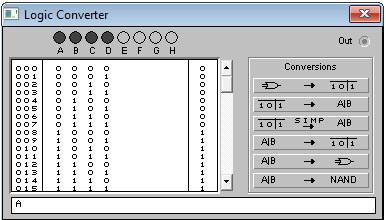 Logic Converter
A B C D E F G H
Out
000 0 0 0 0 0
001 0 0 0 1 0
002 0 0 1 0 0
003 0 0 1 1 0
004 0 1 0 0 0
005 0 1 0 1 0
006 0 1 1 0 0
007 0 1 1 1 0
008 1 0 0 0 1
009 1 0 0 1 1
010 1 0 1 0 1
011 1 0 1 1 1
012 1 1 0 0 1
013 1 1 0 1 1
014 1 1 1 0 1
015 1 1 1 1 1
Conversions
→ 1 0 | 1
1 0 | 1 → A|B
1 0 | 1 SIMP → A|B
A|B → 1 0 | 1
A|B →
A|B → NAND
A